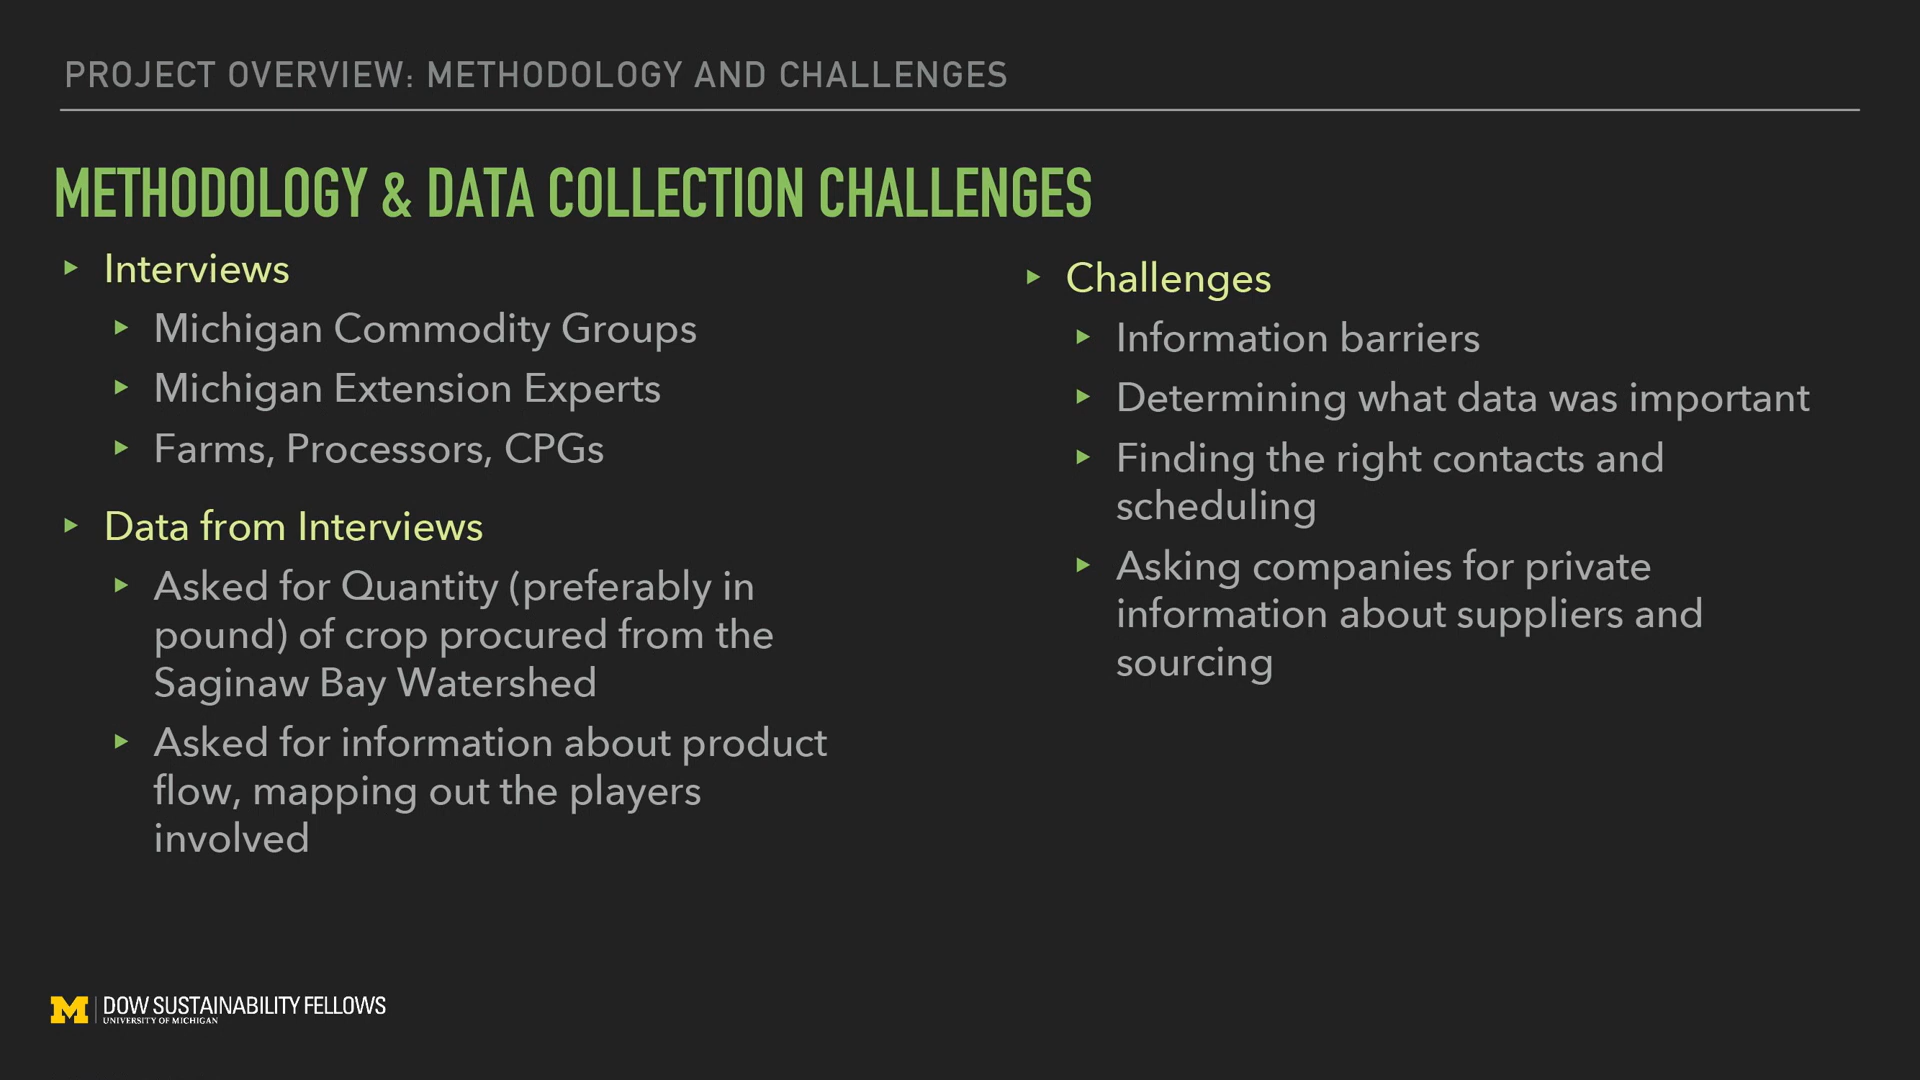 PROJECT OVERVIEW: METHODOLOGY AND CHALLENGES
METHODOLOGY & DATA COLLECTION CHALLENGES
Interviews
Michigan Commodity Groups
Michigan Extension Experts
Farms, Processors, CPGs
Data from Interviews
Asked for Quantity (preferably in
pound) of crop procured from the
Saginaw Bay Watershed
Asked for information about product
flow, mapping out the players
involved
Challenges
Information barriers
Determining what data was important
Finding the right contacts and
scheduling
Asking companies for private
information about suppliers and
sourcing
M DOW SUSTAINABILITY FELLOWS
UNIVERSITY OF MICHIGAN